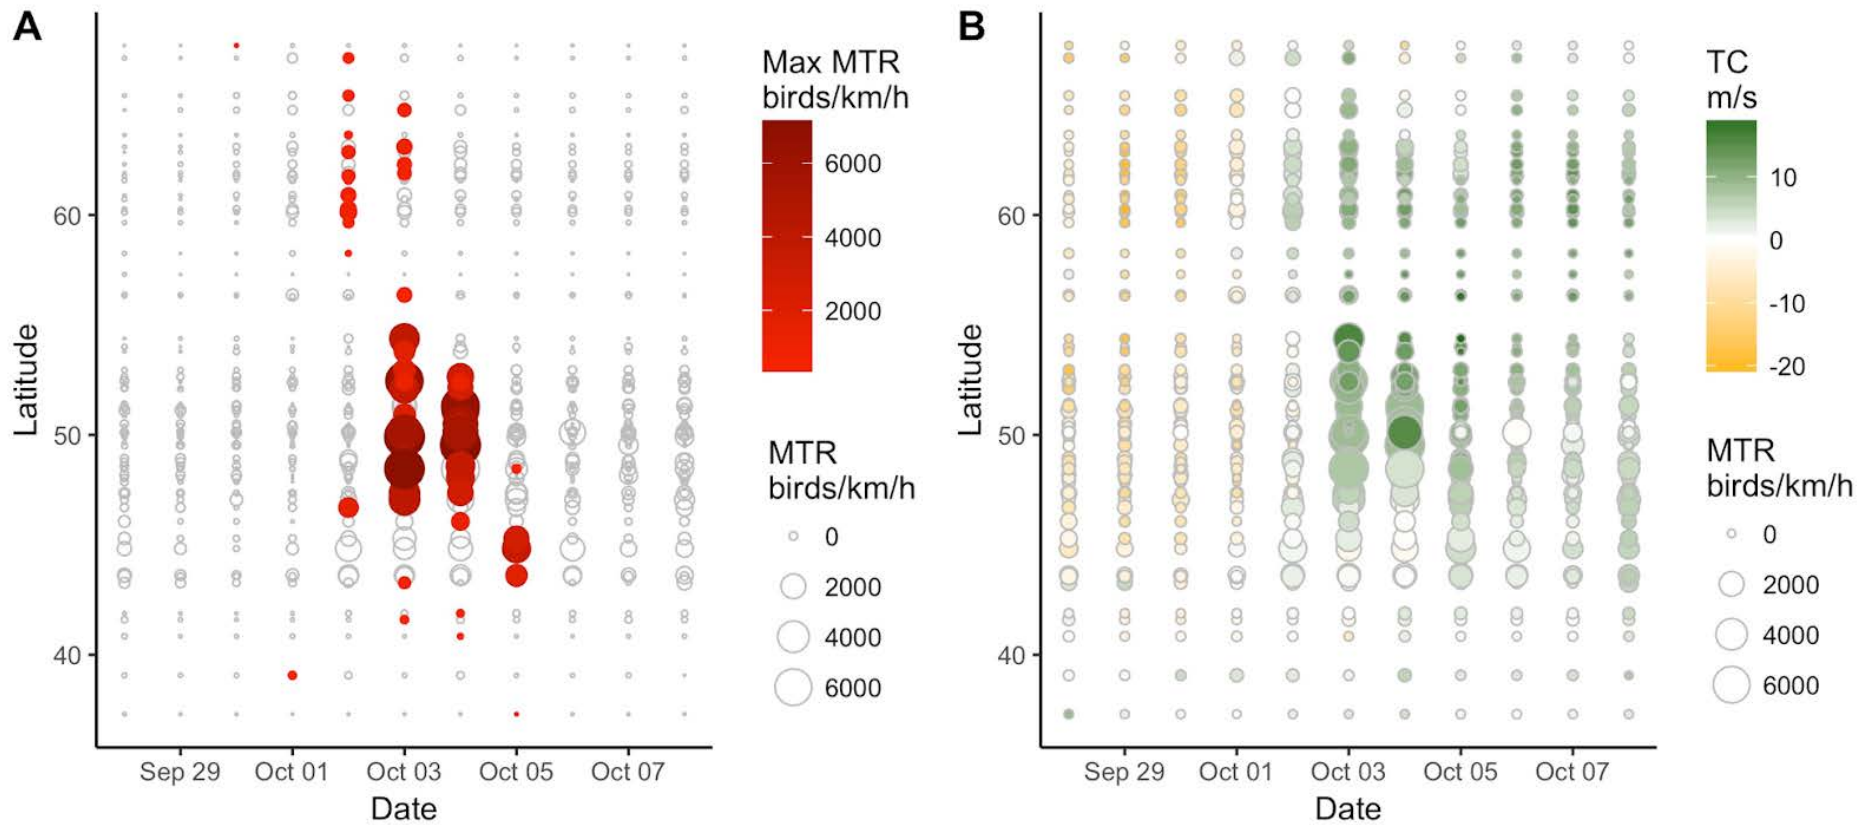 A
Latitude
60
50
40
Sep 29
Oct 01
Oct 03
Oct 05
Oct 07
Date
Max MTR
birds/km/h
6000
4000
2000
MTR
birds/km/h
0
2000
4000
6000
B
Latitude
60
50
40
Sep 29
Oct 01
Oct 03
Oct 05
Oct 07
Date
TC
m/s
10
0
-10
-20
MTR
birds/km/h
0
2000
4000
6000